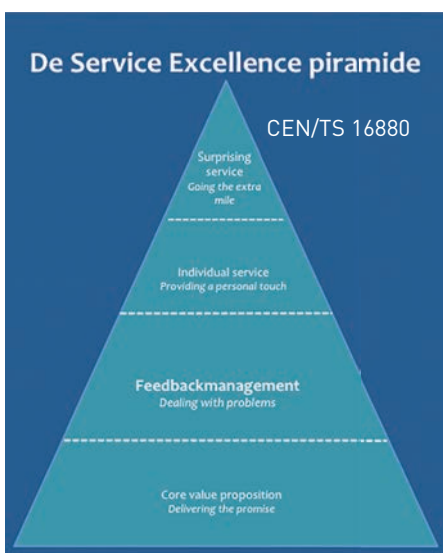 De Service Excellence piramide
CEN/TS 16880
Surprising
service
Going the extra
mile
Individual service
Providing a personal touch
Feedbackmanagement
Dealing with problems
Core value proposition
Delivering the promise